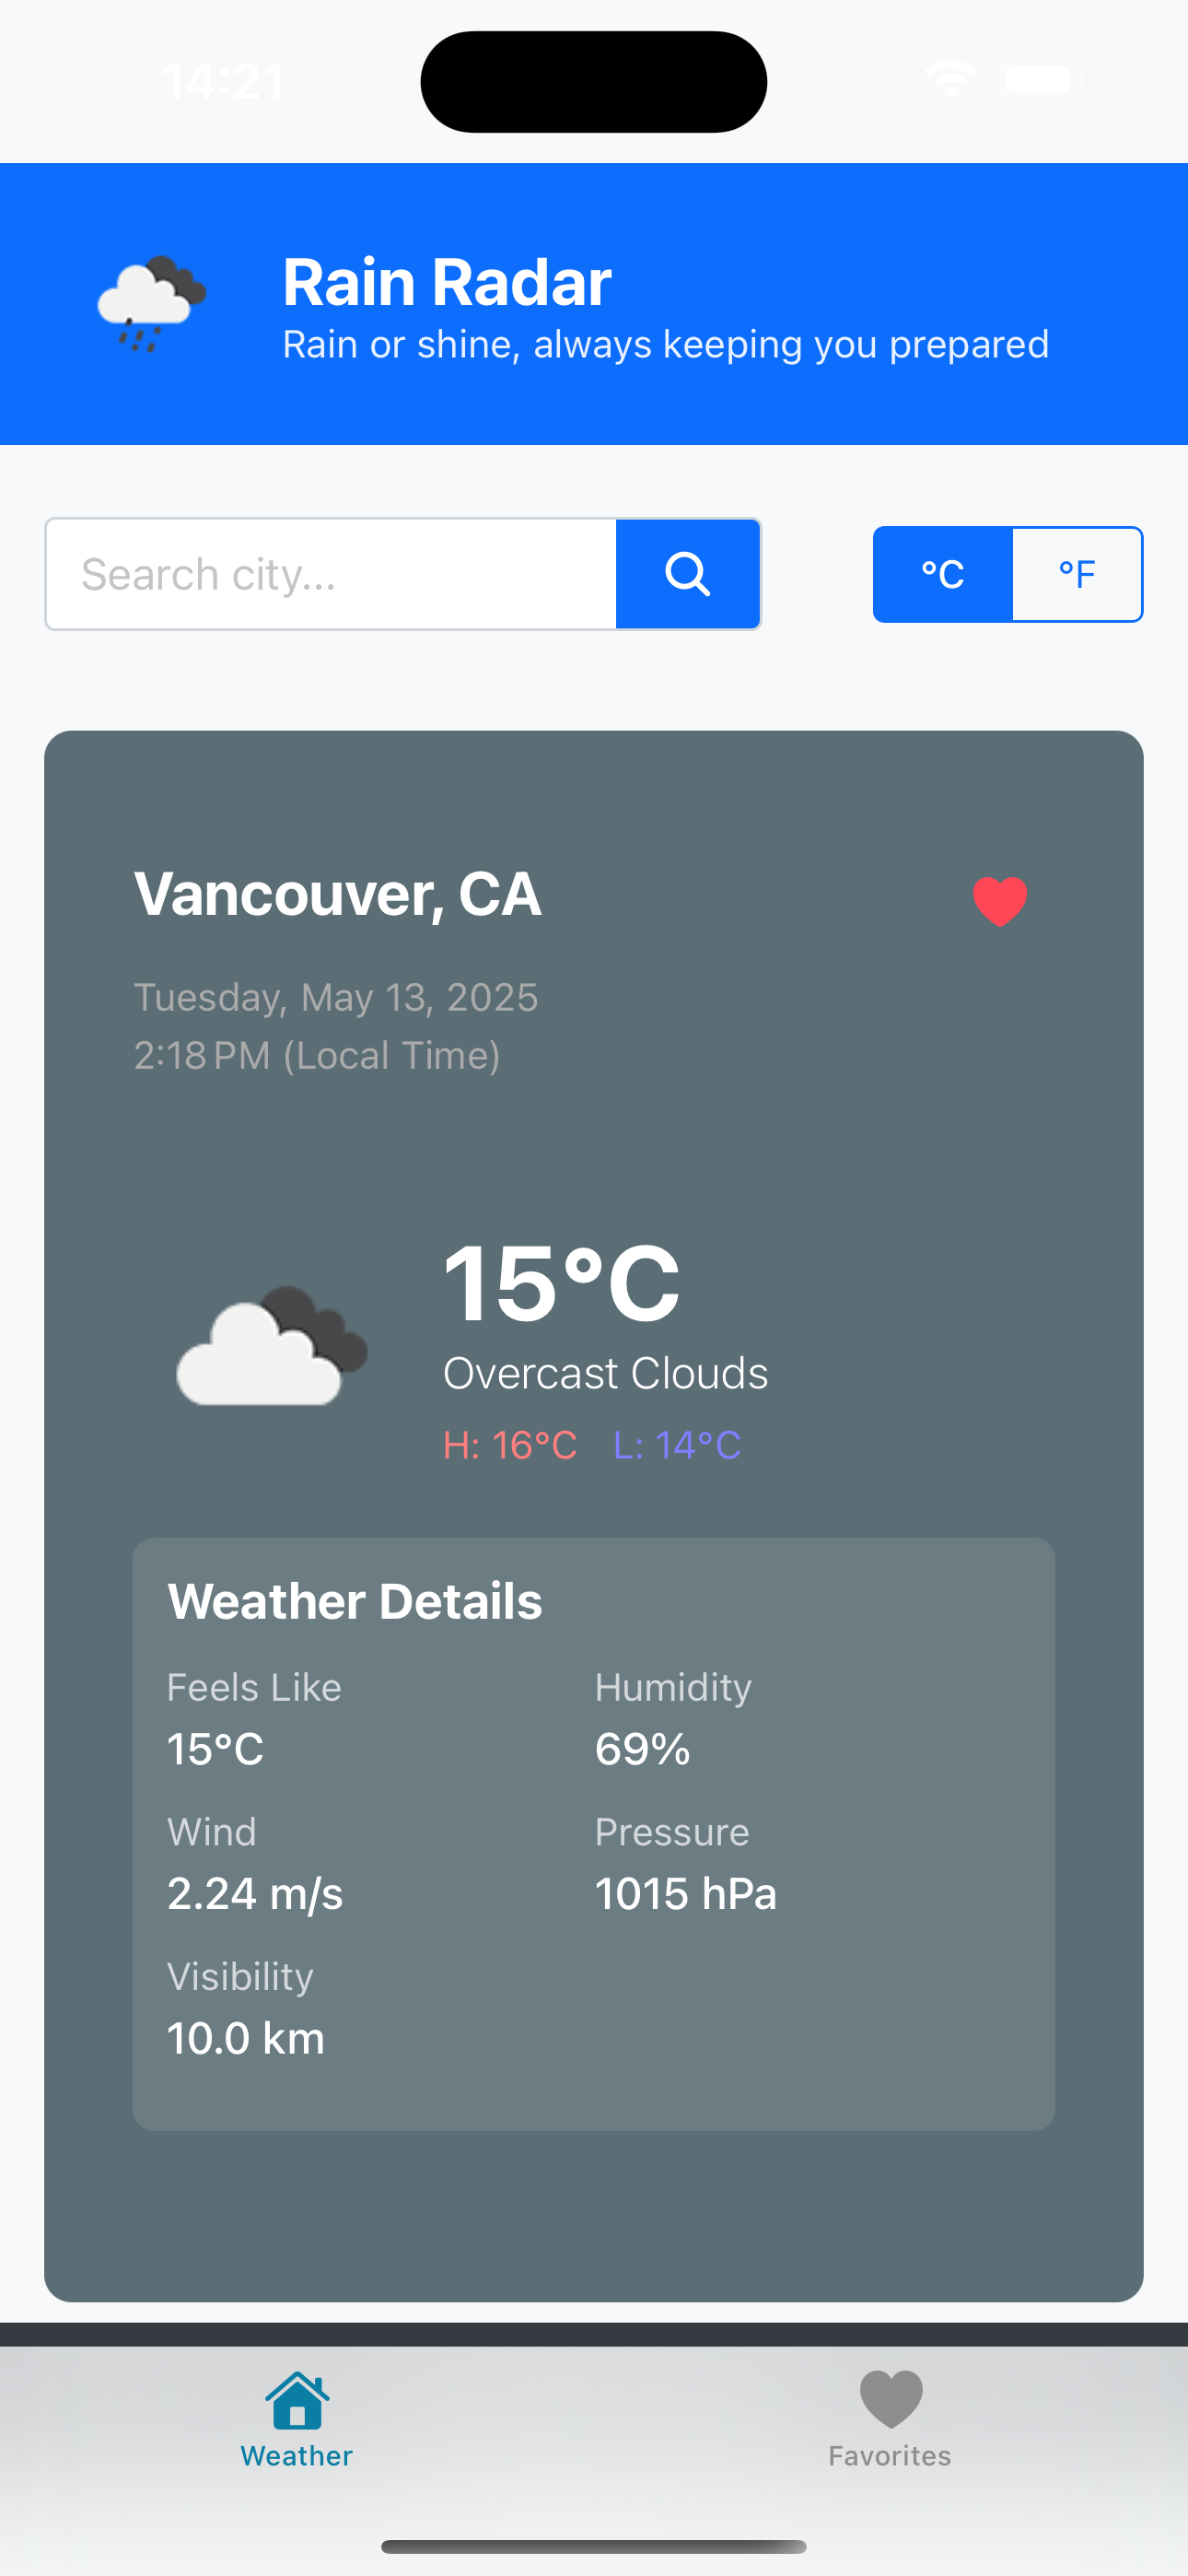 14:21
Rain Radar
Rain or shine, always keeping you prepared
Search city...
°C
°F
Vancouver, CA
Tuesday, May 13, 2025
2:18 PM (Local Time)
15°C
Overcast Clouds
H: 16°C L: 14°C
Weather Details
Feels Like
Humidity
15°C
69%
Wind
Pressure
2.24 m/s
1015 hPa
Visibility
10.0 km
Weather
Favorites